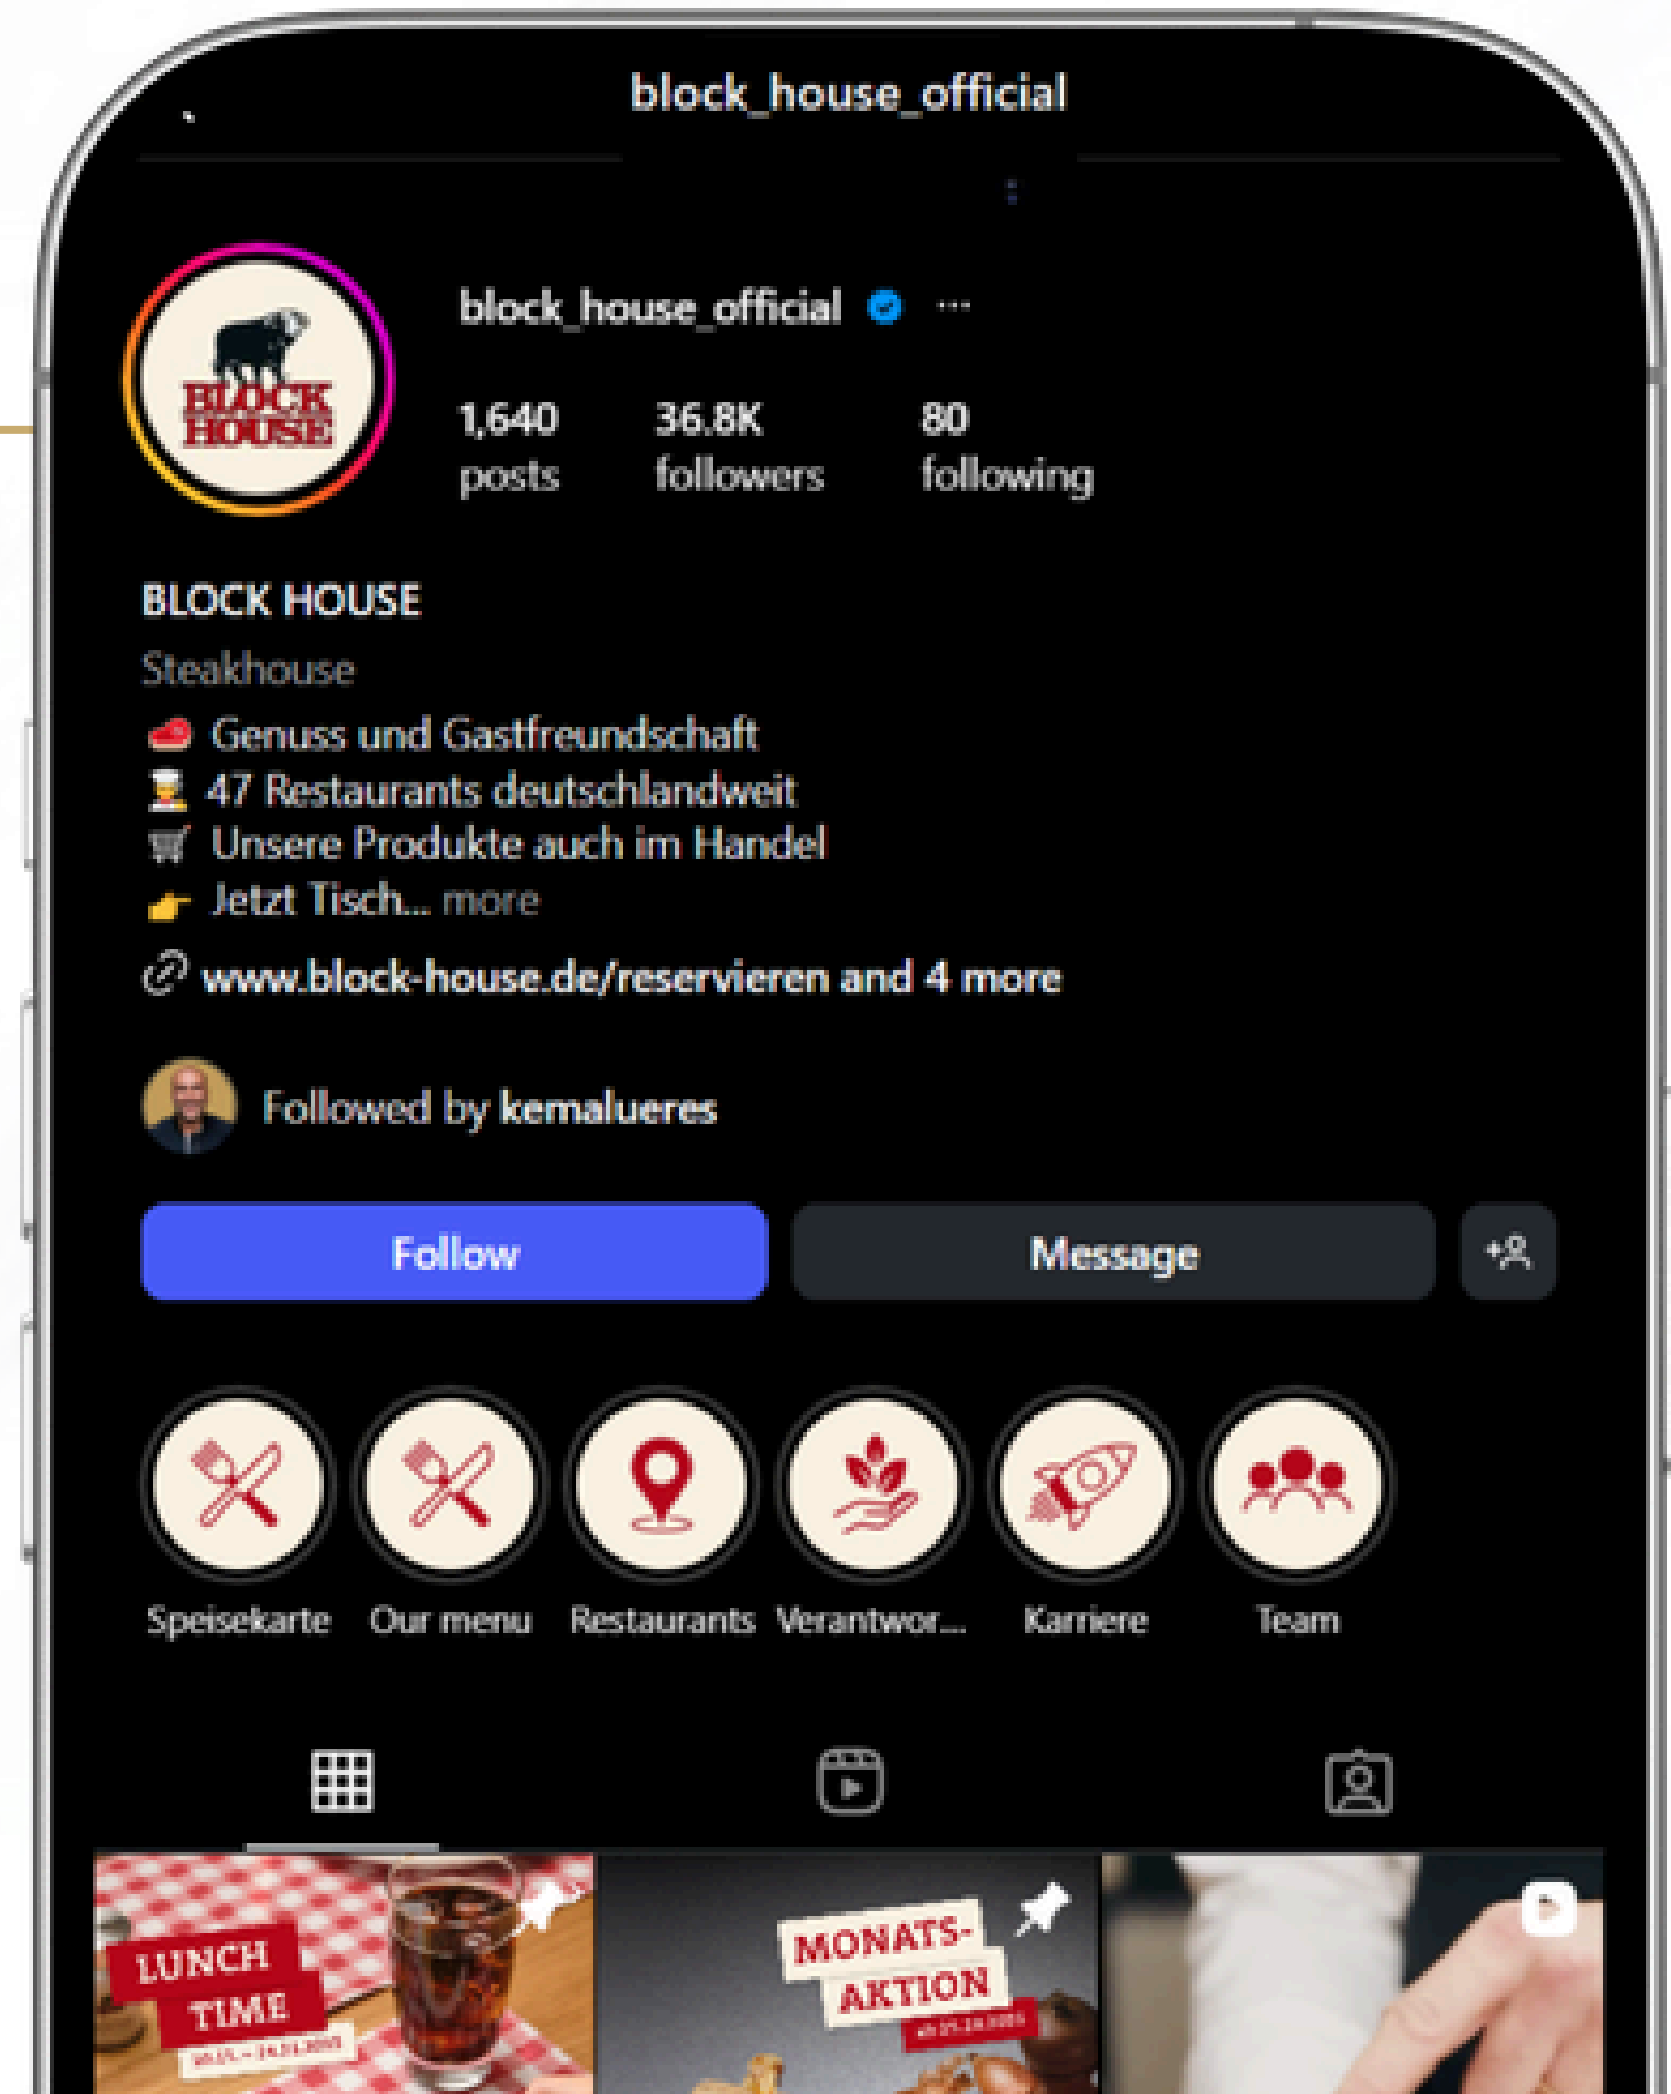 block_house_official
block_house_official
1,640 36.8K 80
posts followers following
BLOCK HOUSE
BLOCK HOUSE
Steakhouse
Genuss und Gastfreundschaft
47 Restaurants deutschlandweit
Unsere Produkte auch im Handel
Jetzt Tisch... more
www.block-house.de/reservieren and 4 more
Followed by kemalueres
Follow Message
Speisekarte Our menu Restaurants Verantwor... Karriere Team
LUNCH
TIME
MONATS-
AKTION